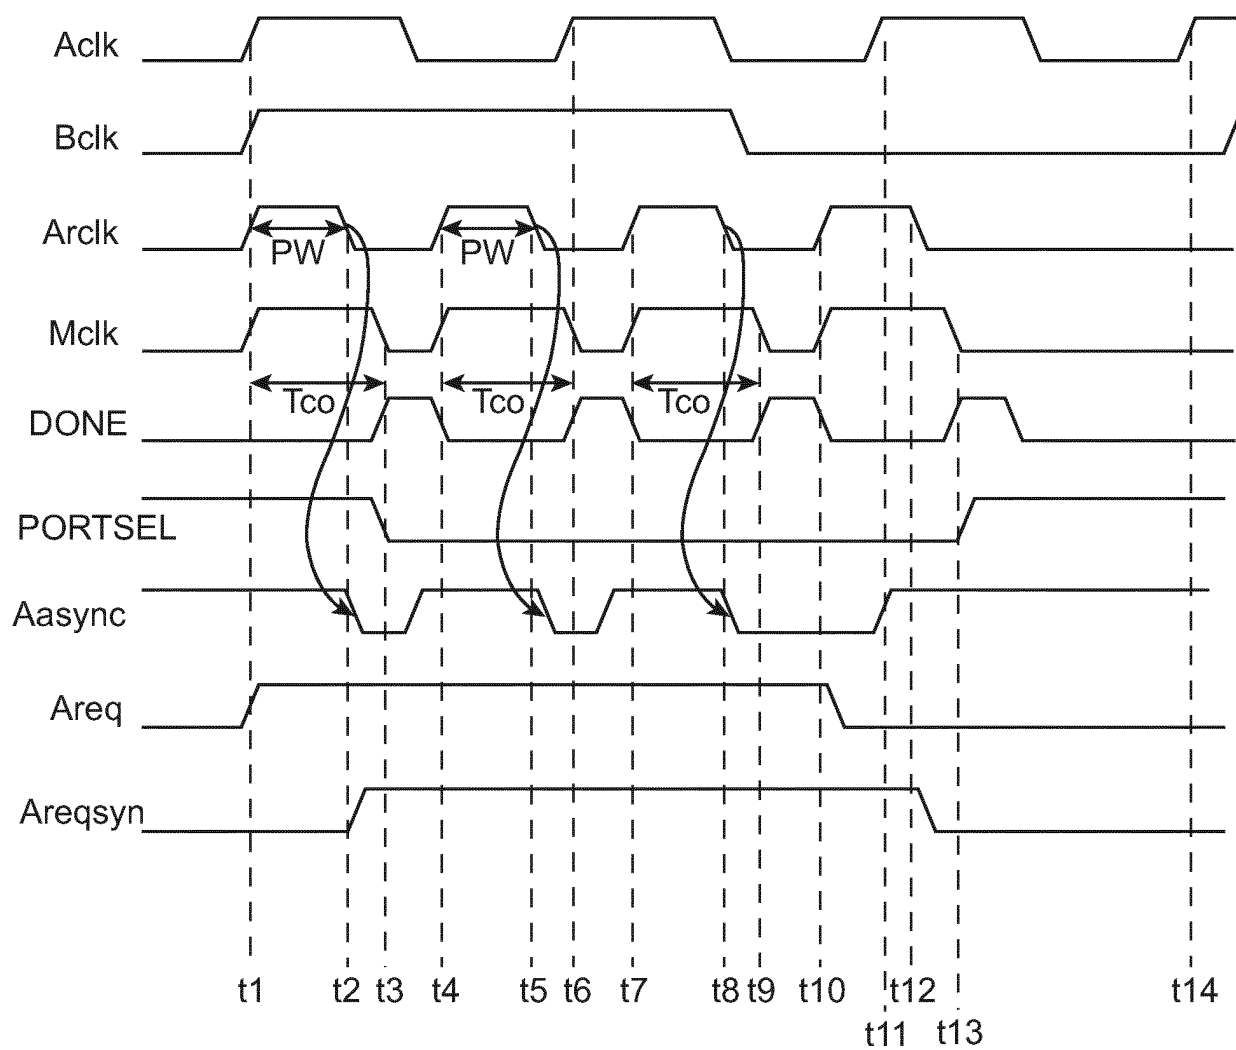 Aclk
Bclk
Arclk
PW
PW
Mclk
Tco
Tco
Tco
DONE
PORTSEL
Aasync
Areq
Areqsyn
t1 t2 t3 t4 t5 t6 t7 t8 t9 t10 t12 t14
t11 t13